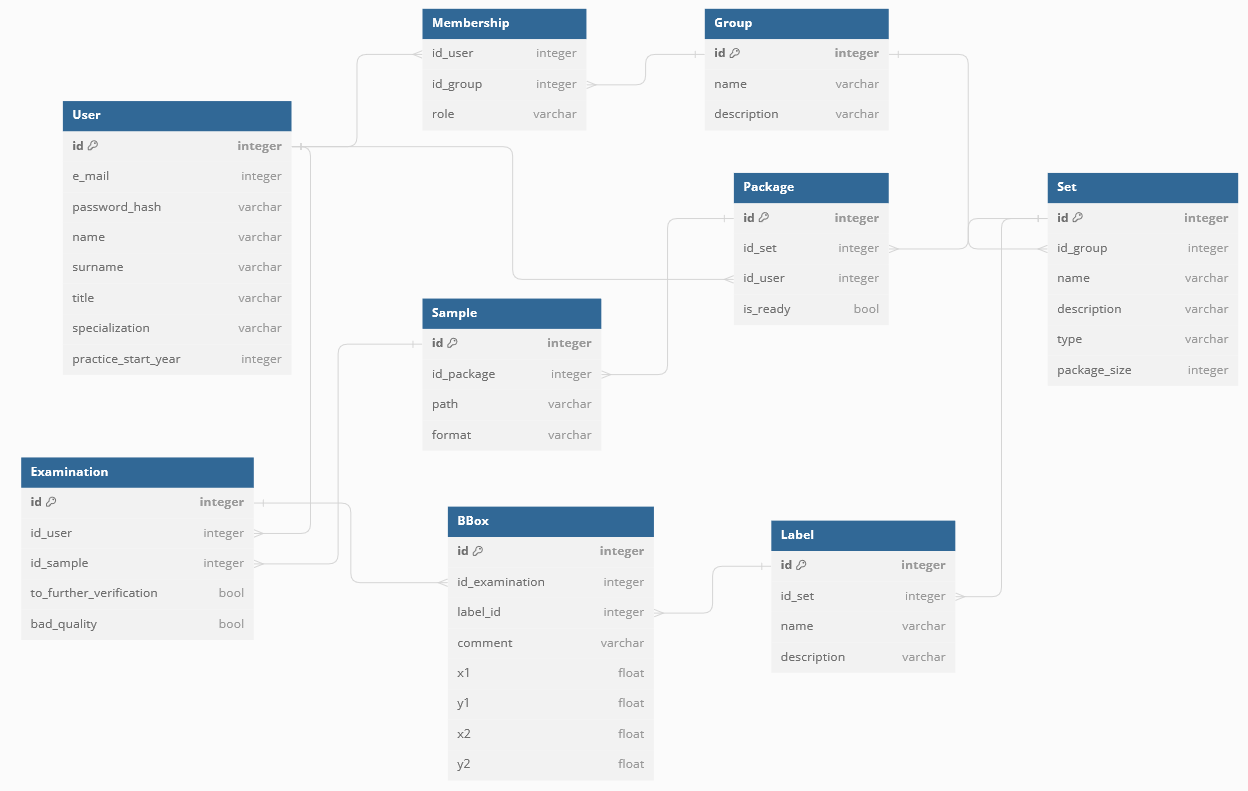 Membership
id_user integer
id_group integer
role varchar
Group
id integer
name varchar
description varchar
User
id integer
e_mail integer
password_hash varchar
name varchar
surname varchar
title varchar
specialization varchar
practice_start_year integer
Package
id integer
id_set integer
id_user integer
is_ready bool
Set
id integer
id_group integer
name varchar
description varchar
type varchar
package_size integer
Sample
id integer
id_package integer
path varchar
format varchar
Examination
id integer
id_user integer
id_sample integer
to_further_verification bool
bad_quality bool
BBox
id integer
id_examination integer
label_id integer
comment varchar
x1 float
y1 float
x2 float
y2 float
Label
id integer
id_set integer
name varchar
description varchar